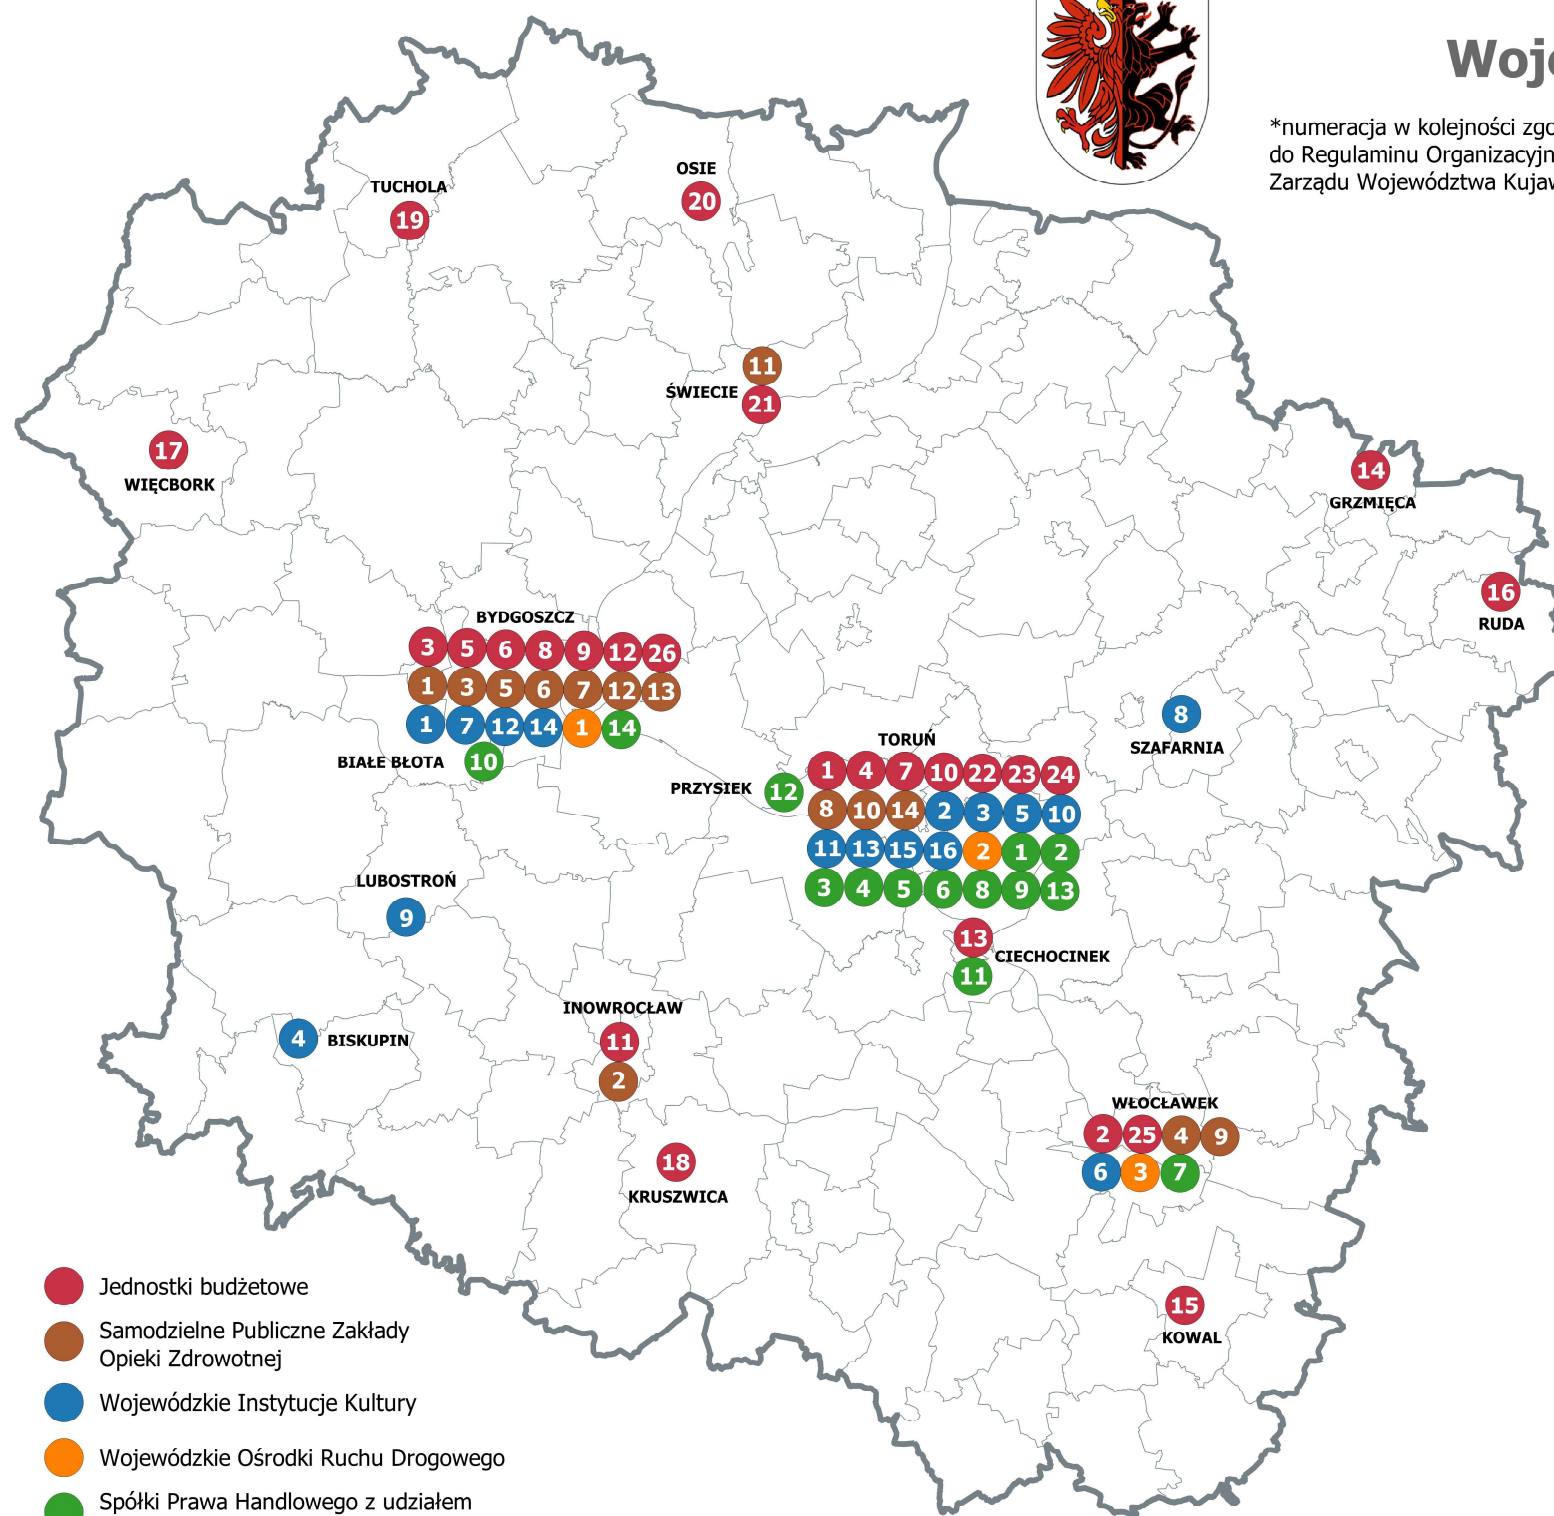 Woje
*numeracja w kolejności zgo
do Regulaminu Organizacyjn
Zarządu Województwa Kujaw
OSIE
20
TUCHOLA
19
11
ŚWIECIE
21
17
WIĘCBORK
14
GRZMIĘCA
16
RUDA
BYDGOSZCZ
3 5 6 8 9 12 26
1 3 5 6 7 12 13
1 7 12 14 1 14
BIAŁE BŁOTA 10
8
SZAFARNIA
TORUŃ
PRZYSIEK 12
1 4 7 10 22 23 24
8 10 14 2 3 5 10
11 13 15 16 2 1 2
3 4 5 6 8 9 13
LUBOSTROŃ
9
13
CIECHOCINEK
11
INOWROCŁAW
11
2
4 BISKUPIN
WŁOCŁAWEK
2 25 4 9
6 3 7
18
KRUSZWICA
15
KOWAL
Jednostki budżetowe
Samodzielne Publiczne Zakłady
Opieki Zdrowotnej
Wojewódzkie Instytucje Kultury
Wojewódzkie Ośrodki Ruchu Drogowego
Spółki Prawa Handlowego z udziałem